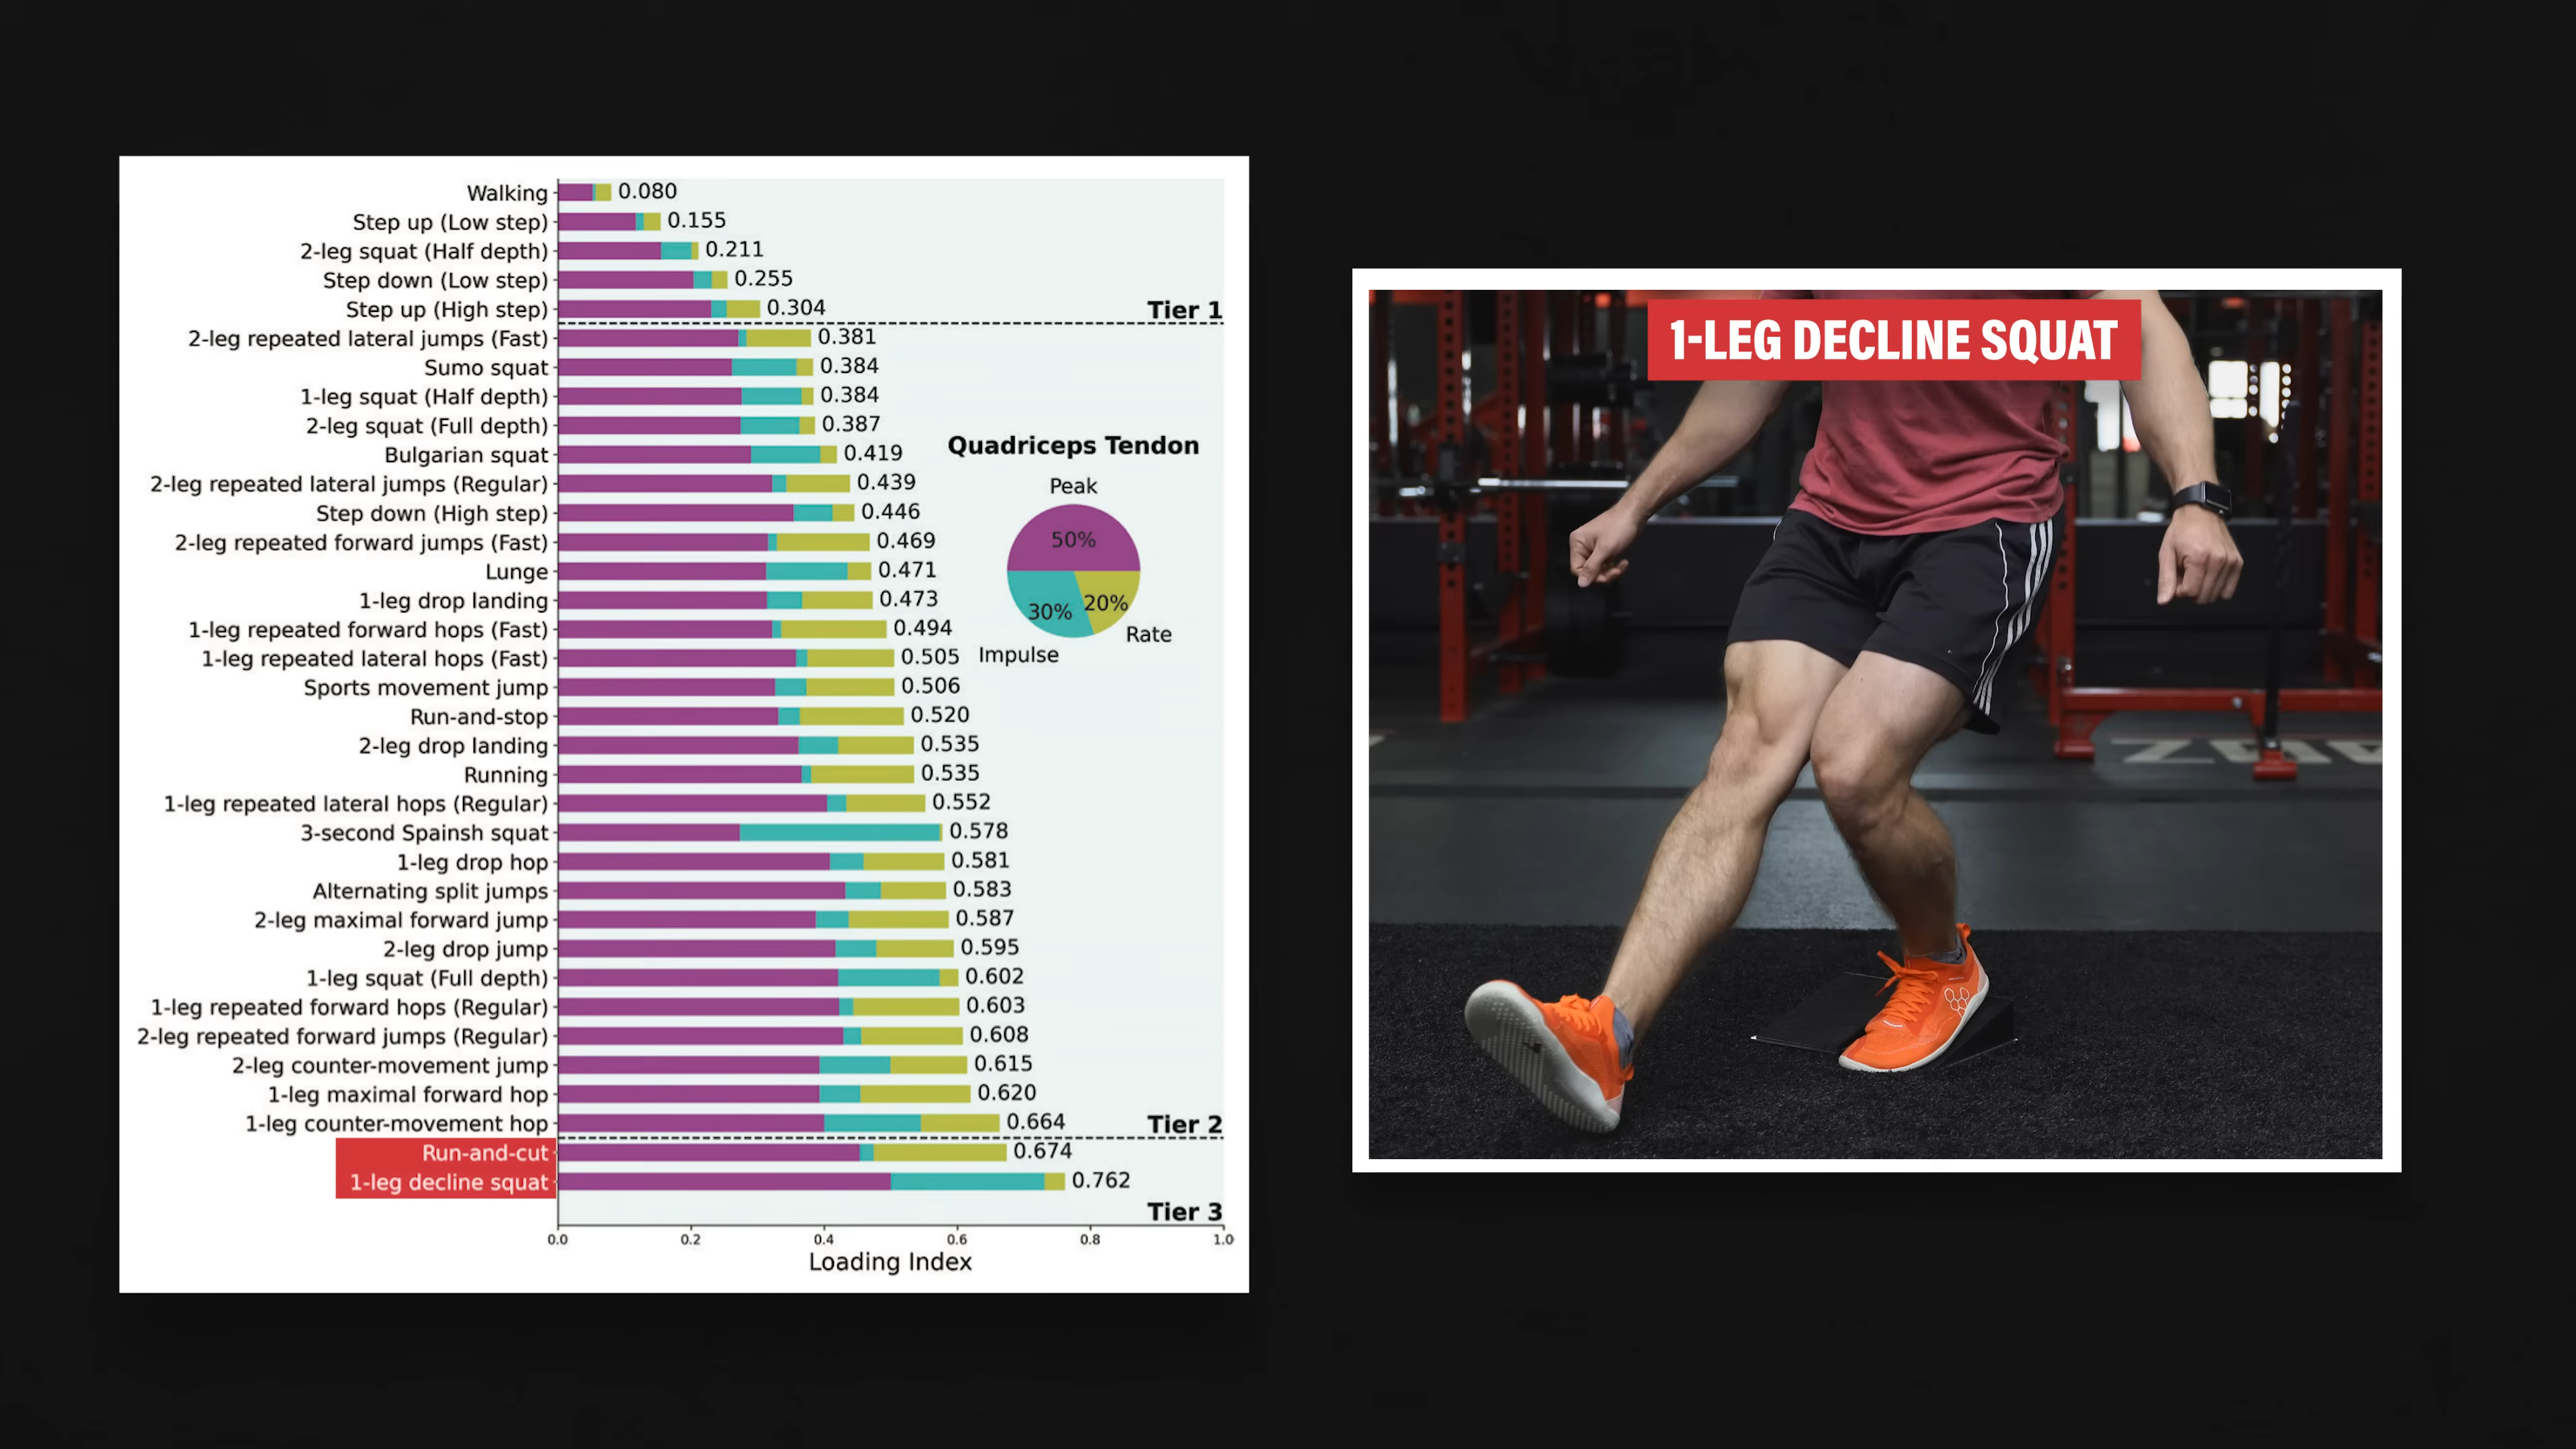 Walking 0.080
Step up (Low step) 0.155
2-leg squat (Half depth) 0.211
Step down (Low step) 0.255
Step up (High step) 0.304
Tier 1
2-leg repeated lateral jumps (Fast) 0.381
Sumo squat 0.384
1-leg squat (Half depth) 0.384
2-leg squat (Full depth) 0.387
Bulgarian squat 0.419
2-leg repeated lateral jumps (Regular) 0.439
Step down (High step) 0.446
2-leg repeated forward jumps (Fast) 0.469
Lunge 0.471
1-leg drop landing 0.473
1-leg repeated forward hops (Fast) 0.494
1-leg repeated lateral hops (Fast) 0.505
Sports movement jump 0.506
Run-and-stop 0.520
2-leg drop landing 0.535
Running 0.535
1-leg repeated lateral hops (Regular) 0.552
3-second Spainsh squat 0.578
1-leg drop hop 0.581
Alternating split jumps 0.583
2-leg maximal forward jump 0.587
2-leg drop jump 0.595
1-leg squat (Full depth) 0.602
1-leg repeated forward hops (Regular) 0.603
2-leg repeated forward jumps (Regular) 0.608
2-leg counter-movement jump 0.615
1-leg maximal forward hop 0.620
1-leg counter-movement hop 0.664
Tier 2
Run-and-cut 0.674
1-leg decline squat 0.762
Tier 3
0.0 0.2 0.4 0.6 0.8 1.0
Loading Index
Quadriceps Tendon
Peak
50%
30% 20%
Rate
Impulse
1-LEG DECLINE SQUAT